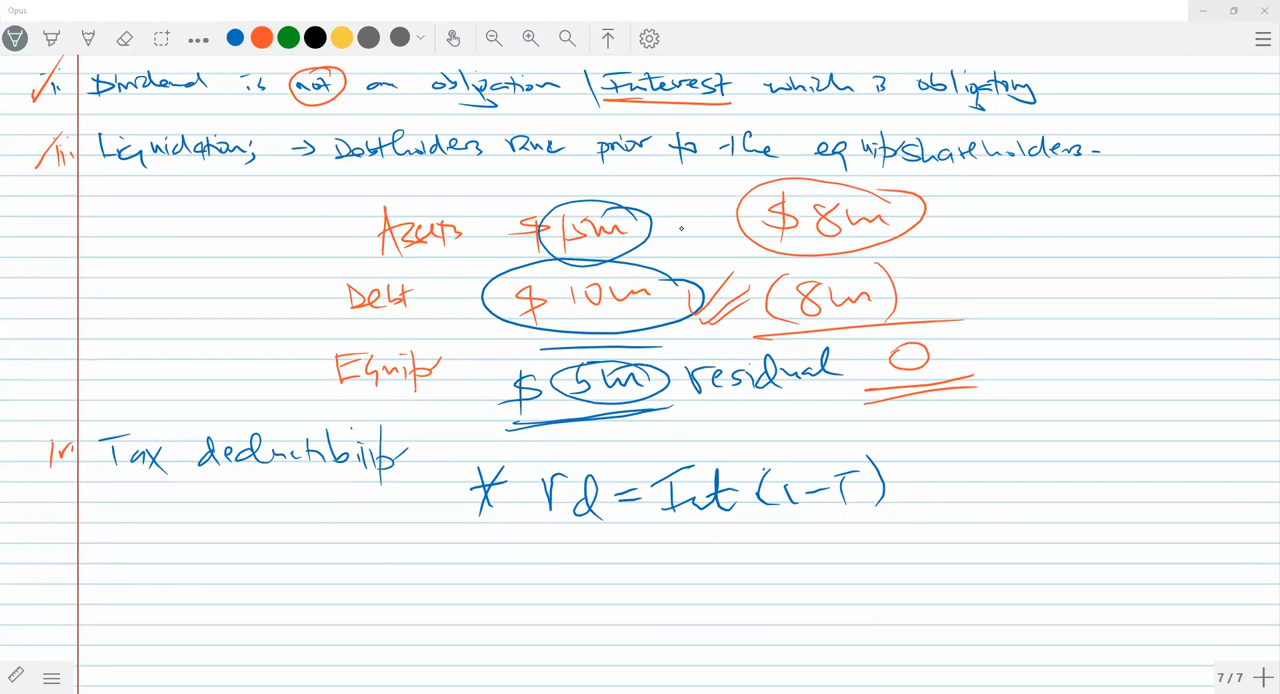 Opus
ii. Dividend is not an obligation / Interest which is obligatory
iii. Liquidation; → Debtholders rank prior to the equity/shareholders -
Assets $ 15m $ 8m
Debt $ 10m (8m)
Equity $ 5m residual 0
iv. Tax deductibility
* rd = Int (1-T)
7 / 7